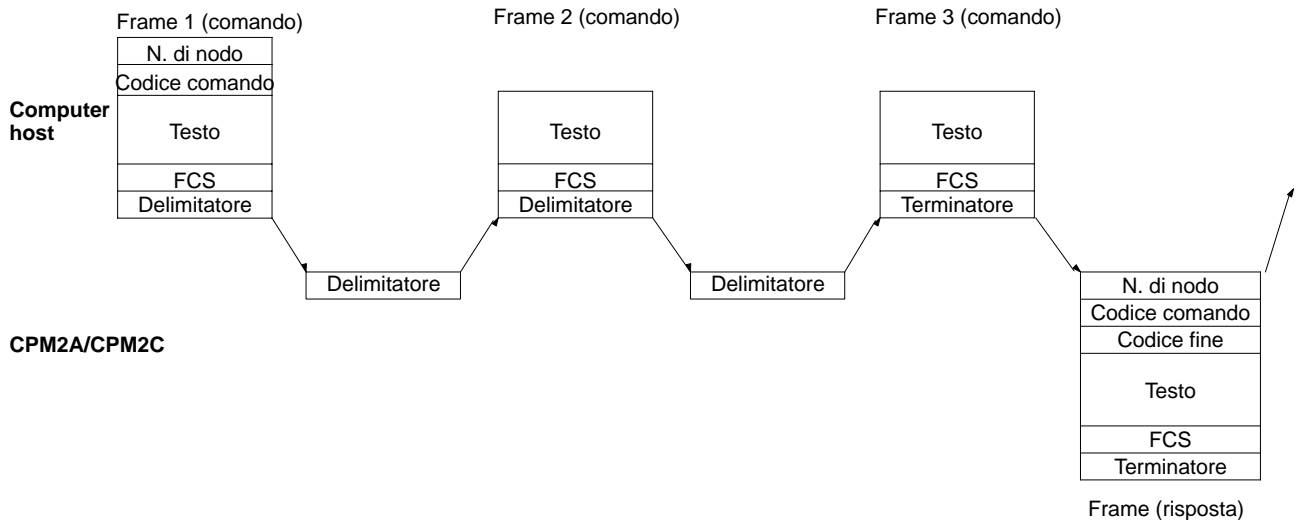 Frame 1 (comando)
Frame 2 (comando)
Frame 3 (comando)
N. di nodo
Codice comando
Testo
FCS
Delimitatore
Computer
host
Testo
FCS
Delimitatore
Testo
FCS
Terminatore
Delimitatore
Delimitatore
CPM2A/CPM2C
N. di nodo
Codice comando
Codice fine
Testo
FCS
Terminatore
Frame (risposta)